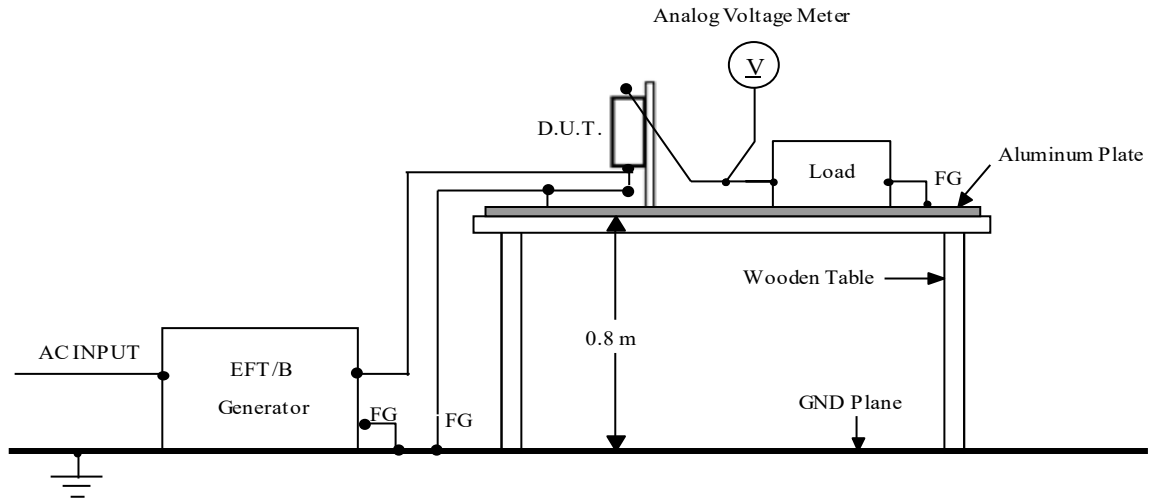 Analog Voltage Meter
V
D.U.T.
Load
FG
Aluminum Plate
Wooden Table
0.8 m
AC INPUT
EFT/B
Generator
FG
FG
GND Plane